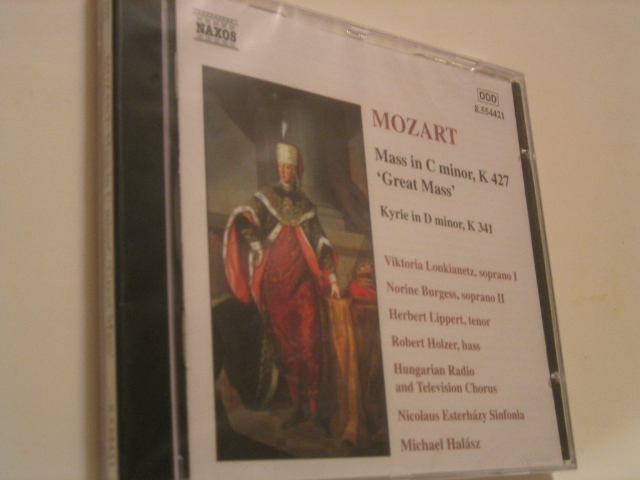 NAXOS
DDD
8.554421
MOZART
Mass in C minor, K 427
'Great Mass'
Kyrie in D minor, K 341
Viktoria Loukianetz, soprano I
Norine Burgess, soprano II
Herbert Lippert, tenor
Robert Holzer, bass
Hungarian Radio
and Television Chorus
Nicolaus Esterházy Sinfonia
Michael Halász